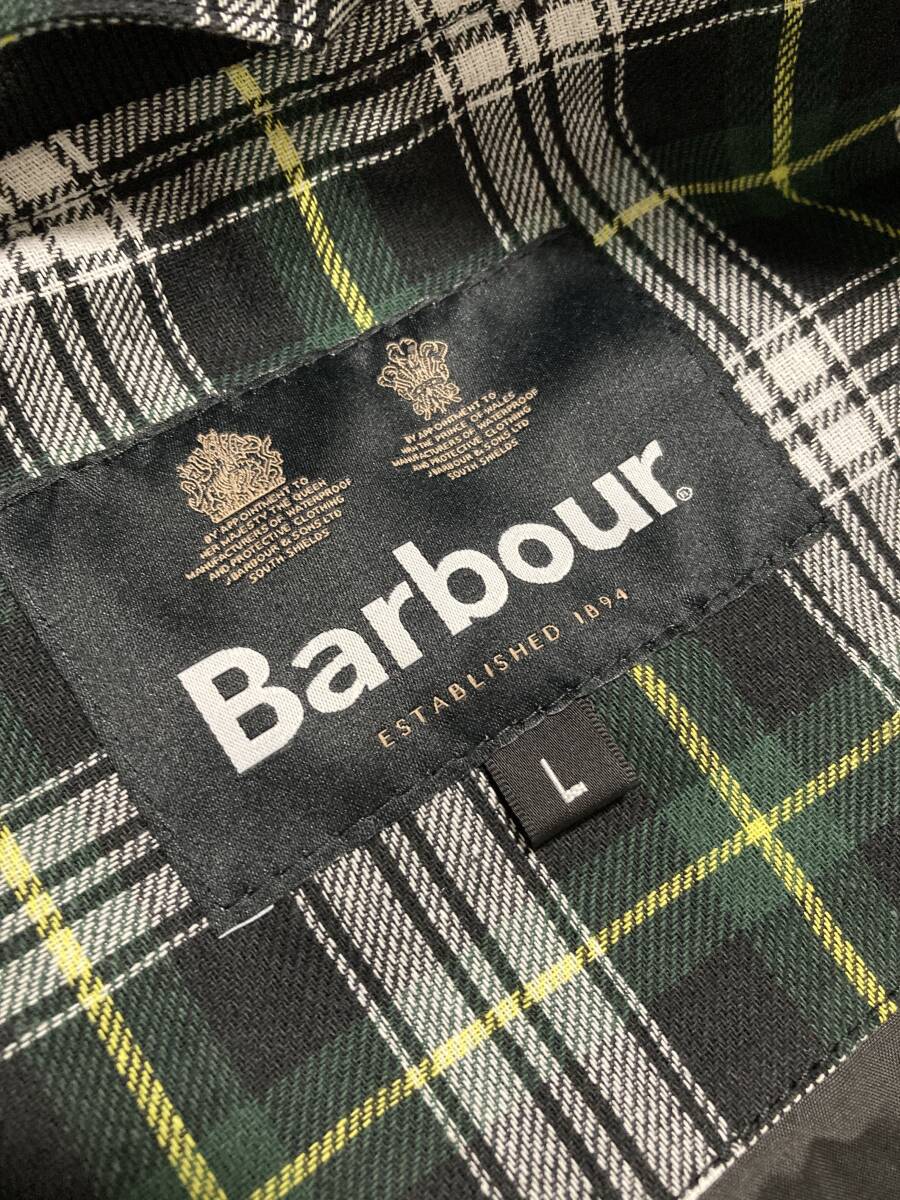 BY APPOINTMENT TO
HER MAJESTY THE QUEEN
MANUFACTURERS OF WATERPROOF
AND PROTECTIVE CLOTHING
J BARBOUR & SONS LTD
SOUTH SHIELDS
BY APPOINTMENT TO
HRH THE PRINCE OF WALES
MANUFACTURERS OF WATERPROOF
AND PROTECTIVE CLOTHING
J BARBOUR & SONS LTD
SOUTH SHIELDS
Barbour®
ESTABLISHED 1894
L